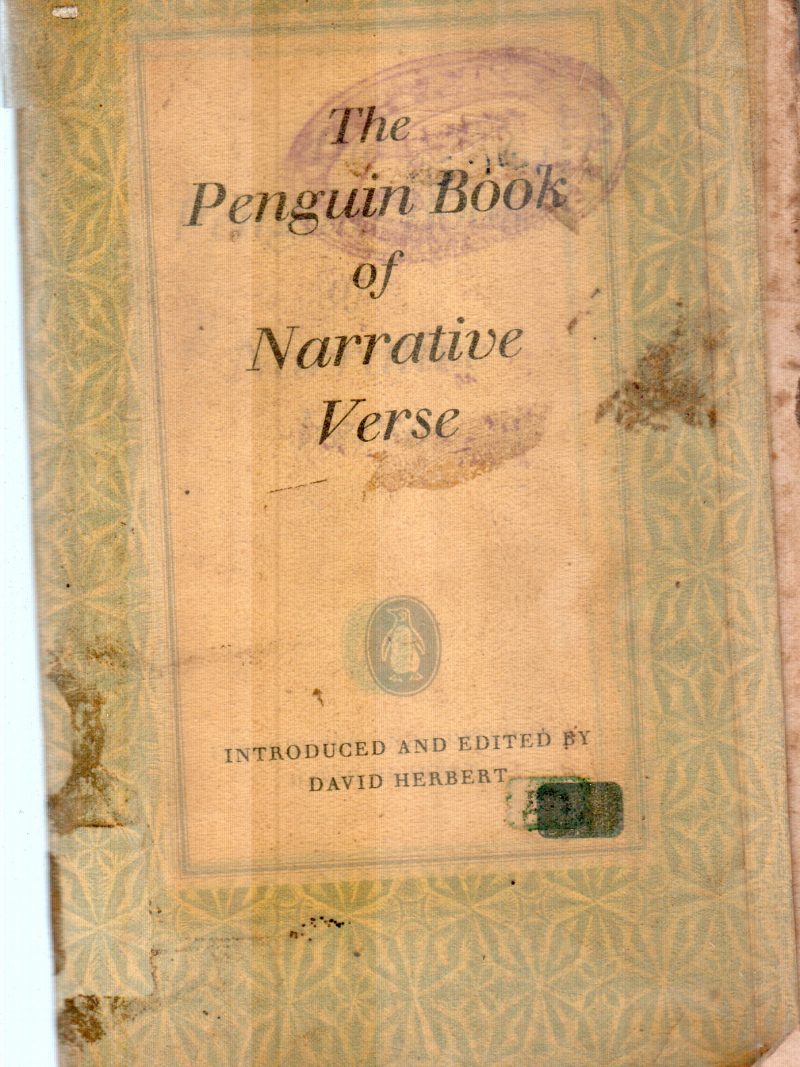 The
Penguin Book
of
Narrative
Verse
INTRODUCED AND EDITED BY
DAVID HERBERT